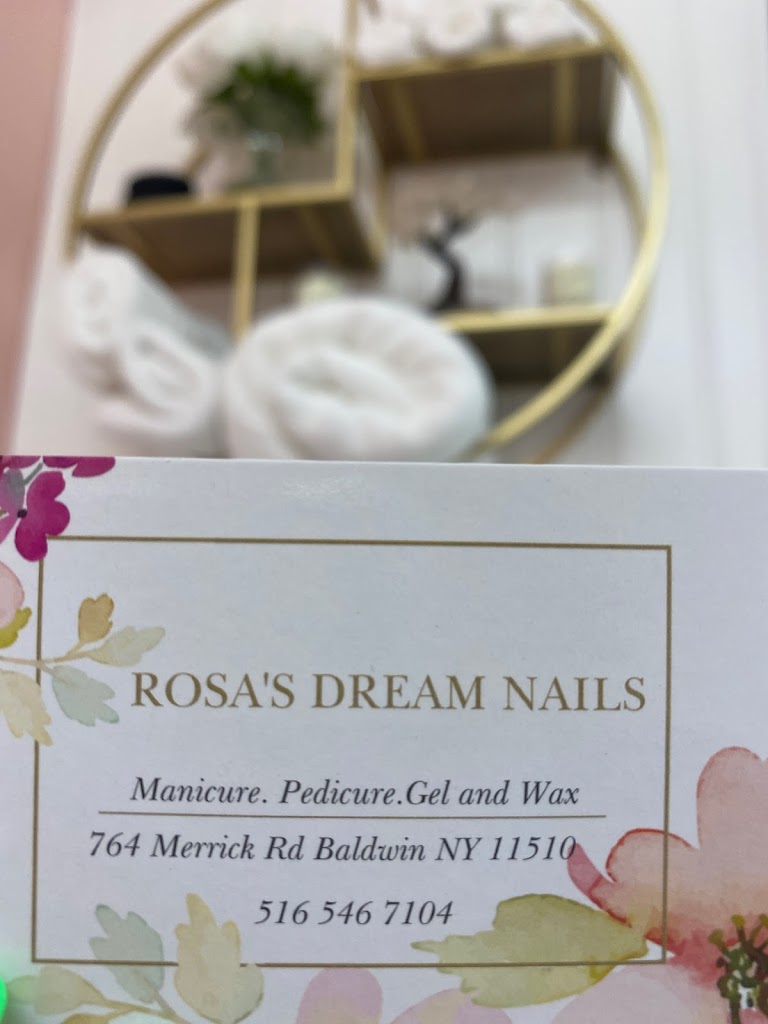 ROSA'S DREAM NAILS
Manicure. Pedicure.Gel and Wax
764 Merrick Rd Baldwin NY 11510
516 546 7104